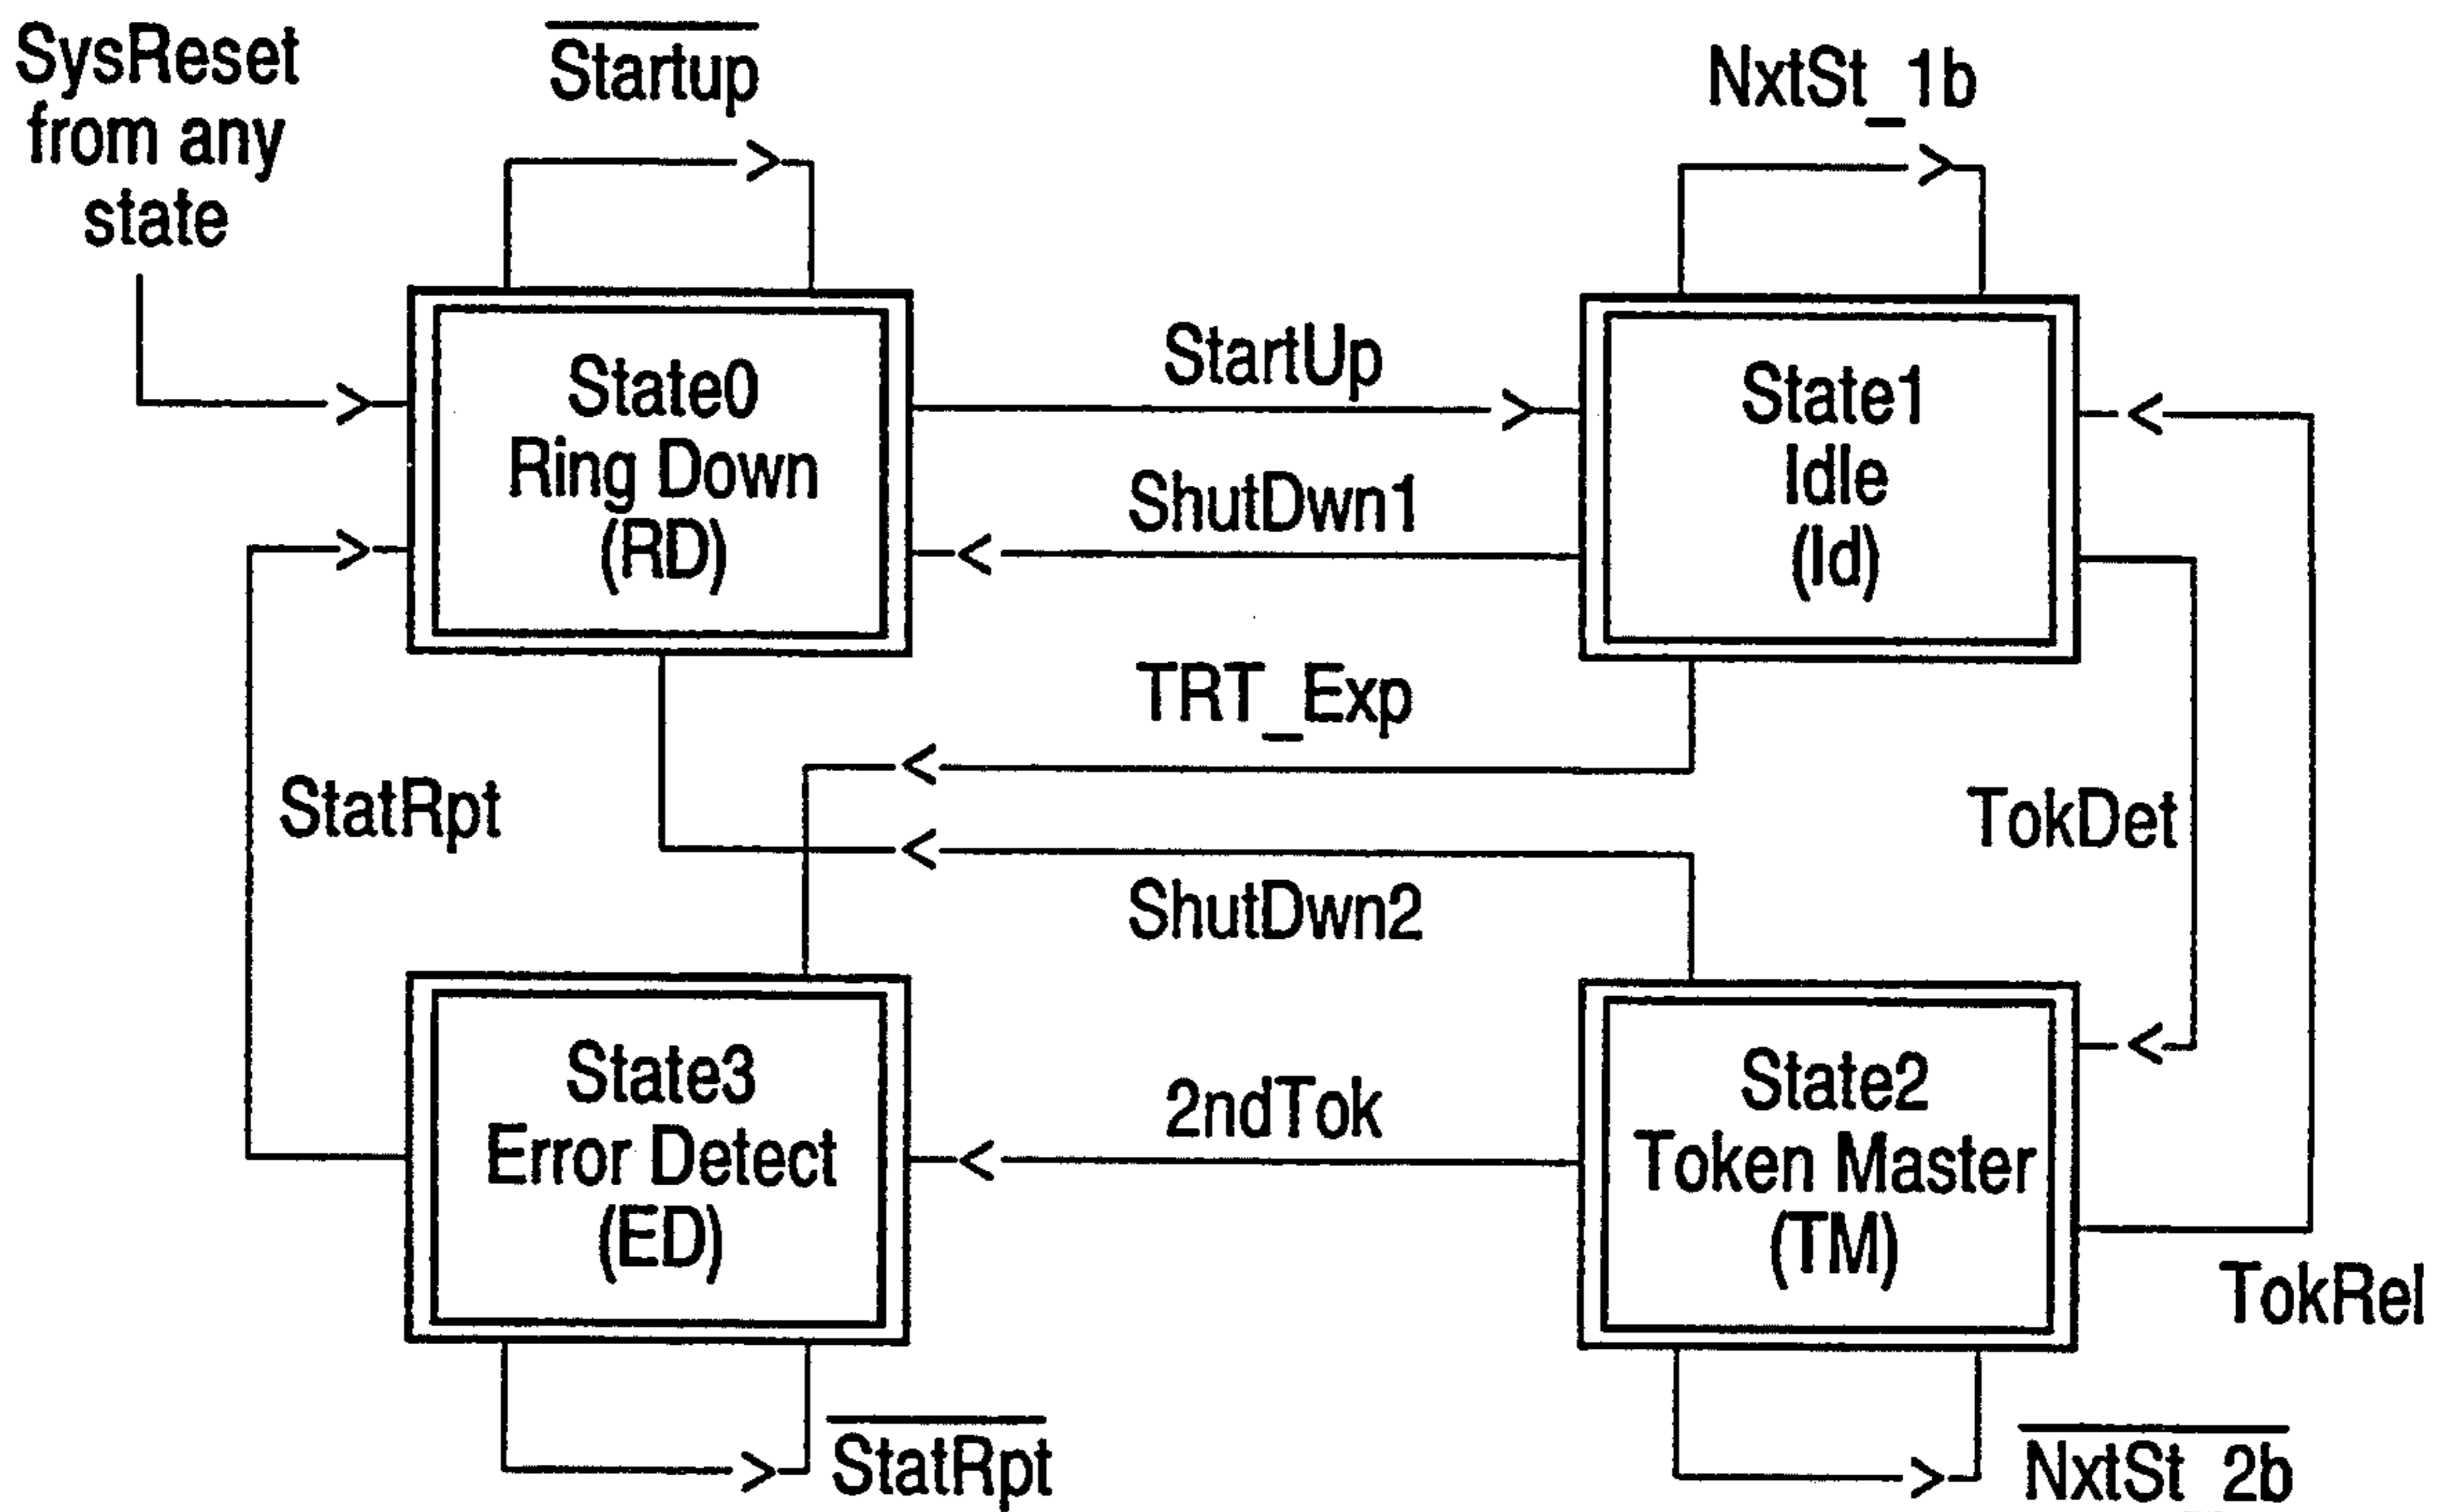 SysReset
from any
state
Startup
NxtSt_1b
State0
Ring Down
(RD)
StartUp
ShutDwn1
State1
Idle
(Id)
TRT_Exp
StatRpt
TokDet
ShutDwn2
State3
Error Detect
(ED)
2ndTok
State2
Token Master
(TM)
TokRel
StatRpt
NxtSt_2b